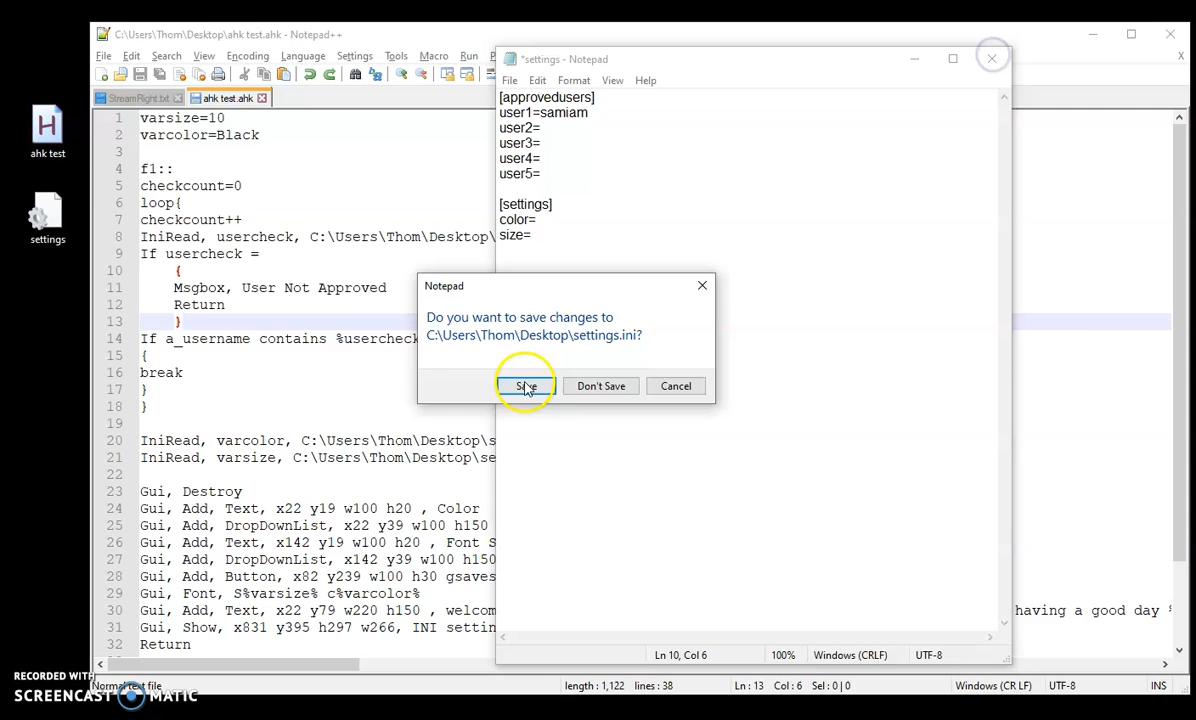 C:\Users\Thom\Desktop\ahk test.ahk - Notepad++
File Edit Search View Encoding Language Settings Tools Macro Run
StreamRight.txt ahk test.ahk
ahk test
settings
1 varsize=10
2 varcolor=Black
3
4 f1::
5 checkcount=0
6 loop{
7 checkcount++
8 IniRead, usercheck, C:\Users\Thom\Desktop\
9 If usercheck =
10 {
11 Msgbox, User Not Approved
12 Return
13 }
14 If a_username contains %usercheck
15 {
16 break
17 }
18 }
19
20 IniRead, varcolor, C:\Users\Thom\Desktop\s
21 IniRead, varsize, C:\Users\Thom\Desktop\se
22
23 Gui, Destroy
24 Gui, Add, Text, x22 y19 w100 h20 , Color
25 Gui, Add, DropDownList, x22 y39 w100 h150
26 Gui, Add, Text, x142 y19 w100 h20 , Font S
27 Gui, Add, DropDownList, x142 y39 w100 h150
28 Gui, Add, Button, x82 y239 w100 h30 gsaves
29 Gui, Font, S%varsize% c%varcolor%
30 Gui, Add, Text, x22 y79 w220 h150 , welcom having a good day %
31 Gui, Show, x831 y395 h297 w266, INI settin
32 Return
*settings - Notepad
File Edit Format View Help
[approvedusers]
user1=samiam
user2=
user3=
user4=
user5=
[settings]
color=
size=
Ln 10, Col 6 100% Windows (CRLF) UTF-8
Notepad
Do you want to save changes to
C:\Users\Thom\Desktop\settings.ini?
Save Don't Save Cancel
Normal text file length : 1,122 lines : 38 Ln : 13 Col : 6 Sel : 0 | 0 Windows (CR LF) UTF-8 INS
RECORDED WITH
SCREENCAST MATIC